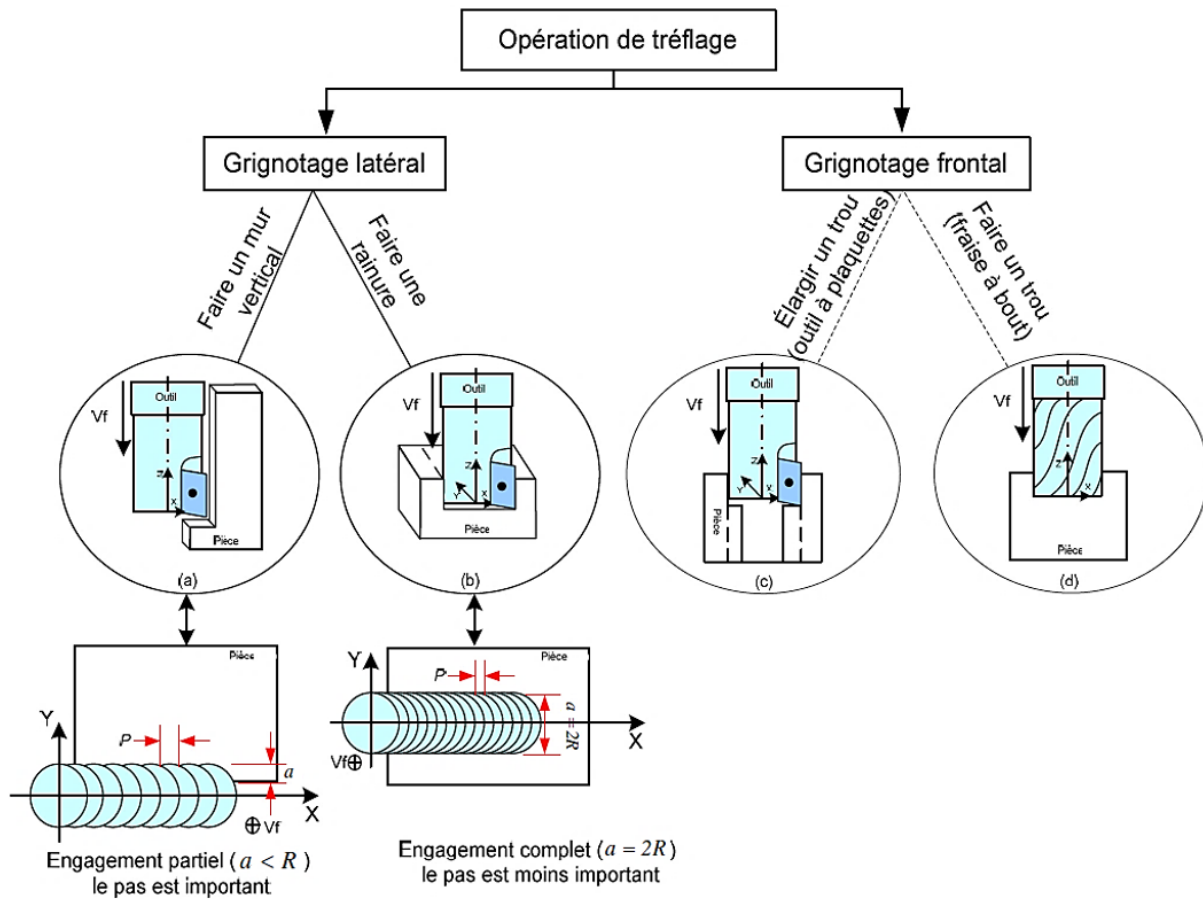 Opération de tréflage
Grignotage latéral
Grignotage frontal
Faire un mur
vertical
Faire une
rainure
Élargir un trou
(outil à plaquettes)
Faire un trou
(fraise à bout)
Outil
Vf
Z
X
Pièce
(a)
Outil
Vf
Z
Y
X
Pièce
(b)
Outil
Vf
Z
Y
X
Pièce
(c)
Outil
Vf
Z
X
Pièce
(d)
Pièce
Y
P
a
X
Vf
Engagement partiel (a < R)
le pas est important
Pièce
Y
P
a = 2R
X
Vf
Engagement complet (a = 2R)
le pas est moins important